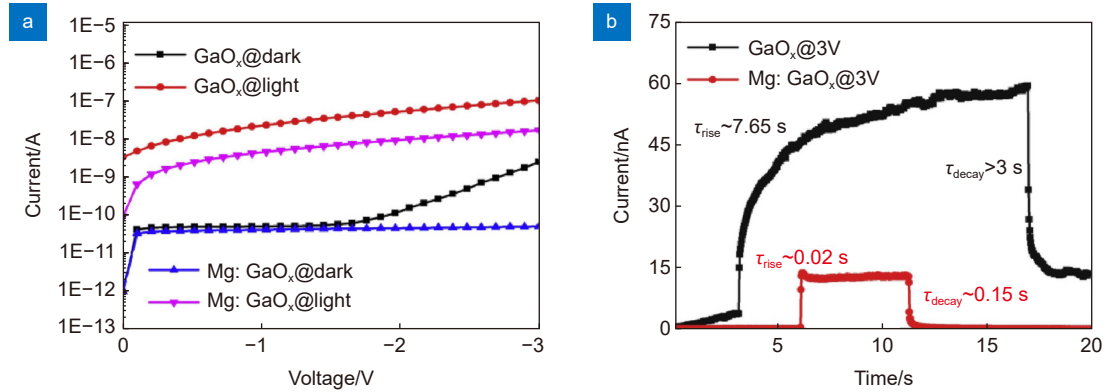 a
1E−5
1E−6
1E−7
1E−8
1E−9
1E−10
1E−11
1E−12
1E−13
Current/A
GaOₓ@dark
GaOₓ@light
Mg: GaOₓ@dark
Mg: GaOₓ@light
0
−1
−2
−3
Voltage/V
b
75
60
45
30
15
0
Current/nA
GaOₓ@3V
Mg: GaOₓ@3V
τrise~7.65 s
τdecay>3 s
τrise~0.02 s
τdecay~0.15 s
5
10
15
20
Time/s